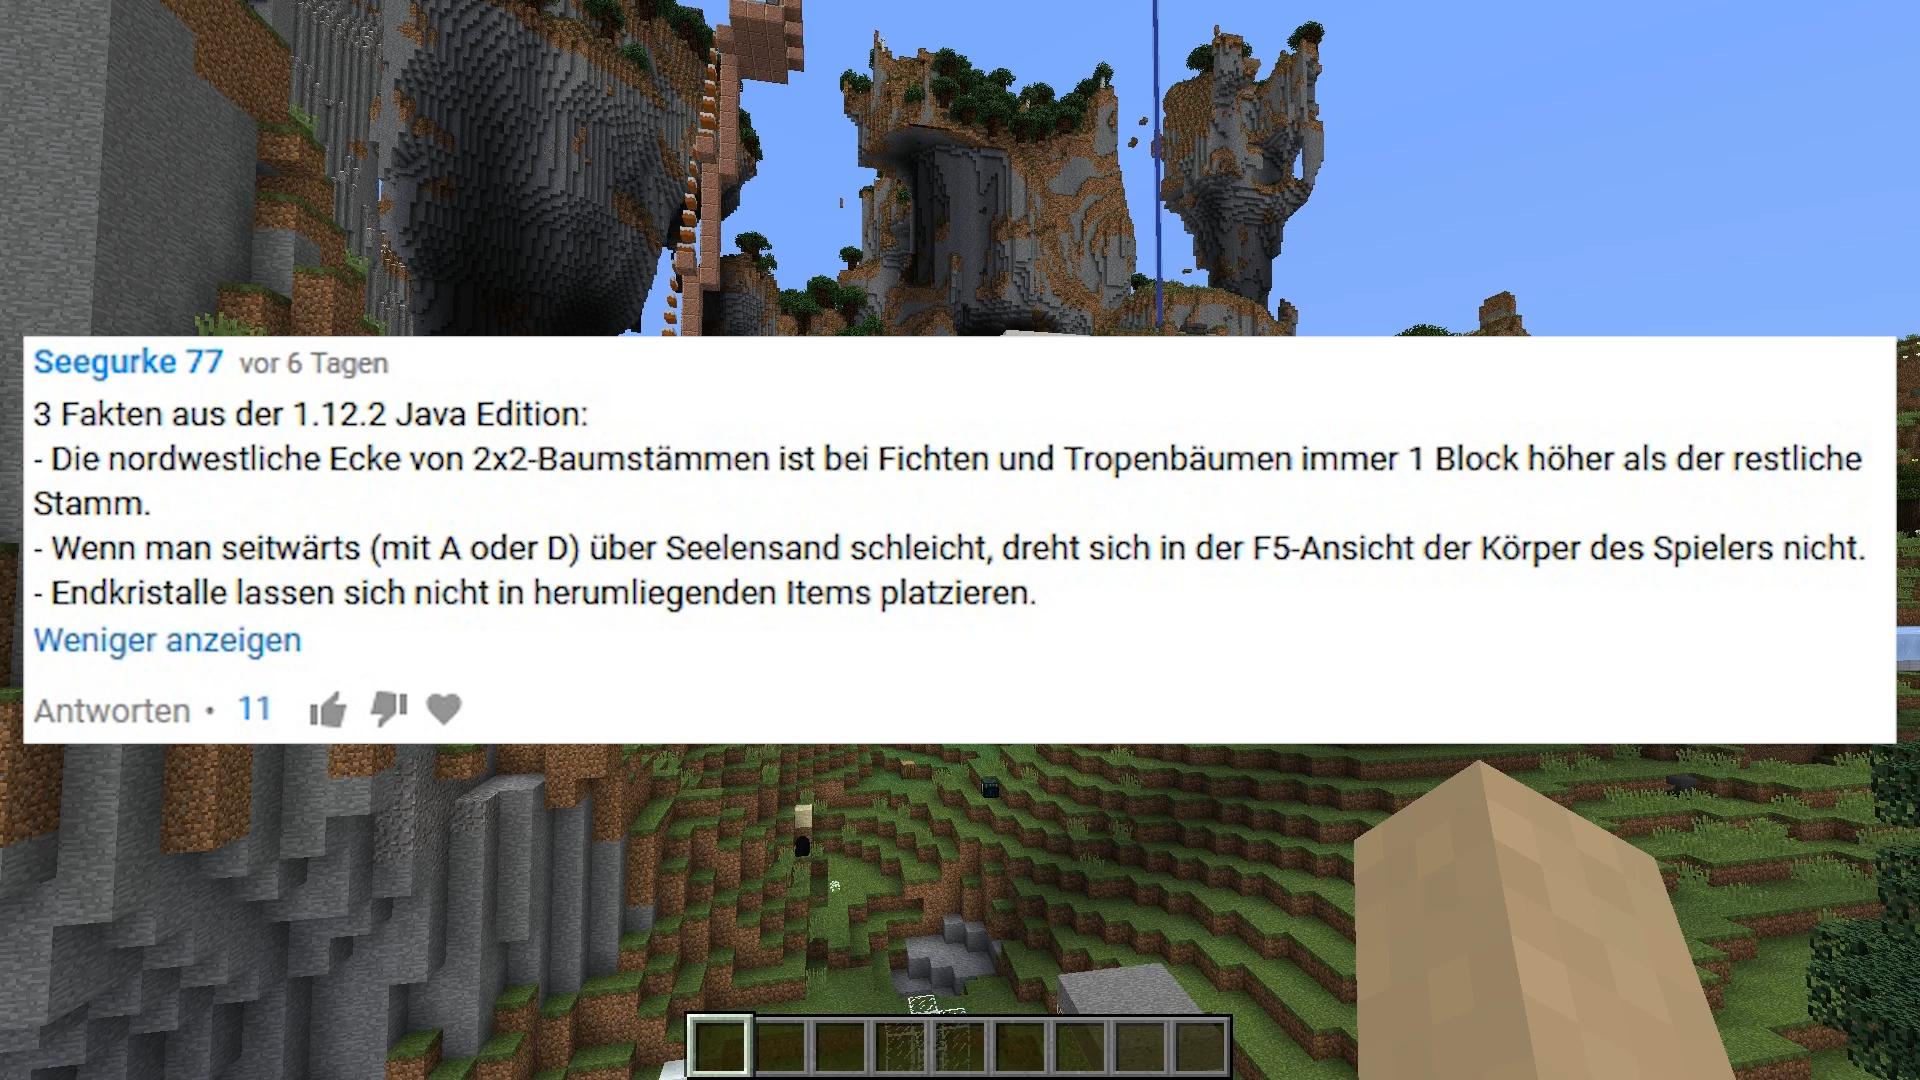 Seegurke 77 vor 6 Tagen
3 Fakten aus der 1.12.2 Java Edition:
- Die nordwestliche Ecke von 2x2-Baumstämmen ist bei Fichten und Tropenbäumen immer 1 Block höher als der restliche
Stamm.
- Wenn man seitwärts (mit A oder D) über Seelensand schleicht, dreht sich in der F5-Ansicht der Körper des Spielers nicht.
- Endkristalle lassen sich nicht in herumliegenden Items platzieren.
Weniger anzeigen
Antworten • 11